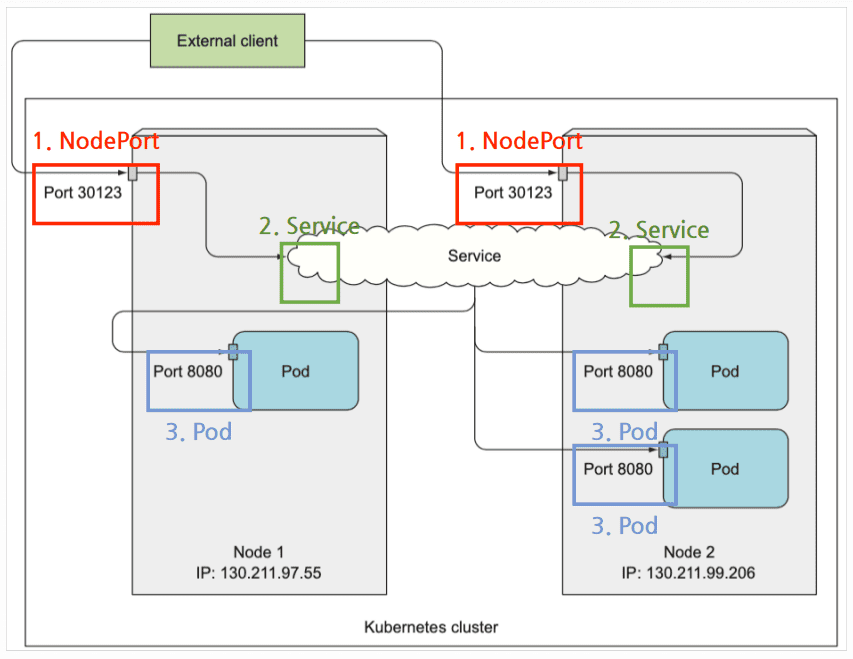 External client
1. NodePort
1. NodePort
Port 30123
Port 30123
2. Service
2. Service
Service
Port 8080
Pod
Port 8080
Pod
3. Pod
3. Pod
Port 8080
Pod
3. Pod
Node 1
IP: 130.211.97.55
Node 2
IP: 130.211.99.206
Kubernetes cluster